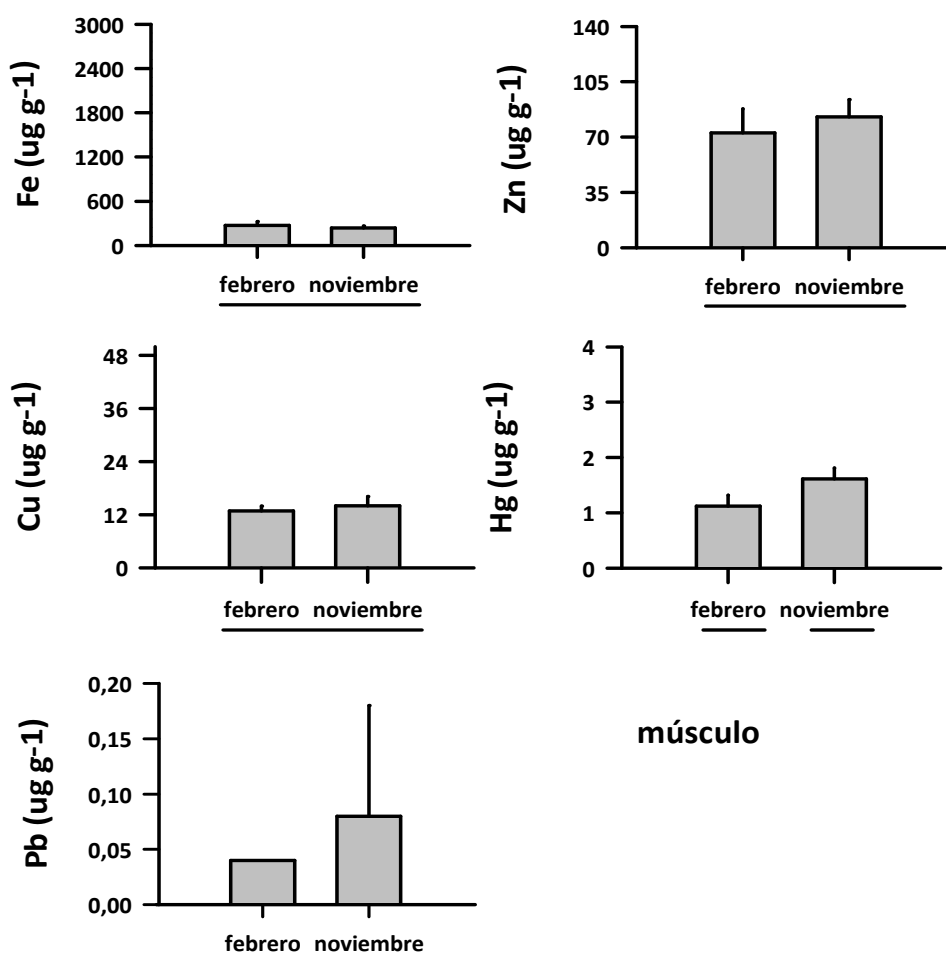 3000
2400
1800
1200
600
0
Fe (ug g-1)
febrero noviembre
140
105
70
35
0
Zn (ug g-1)
febrero noviembre
48
36
24
12
0
Cu (ug g-1)
febrero noviembre
4
3
2
1
0
Hg (ug g-1)
febrero noviembre
0,20
0,15
0,10
0,05
0,00
Pb (ug g-1)
febrero noviembre
músculo